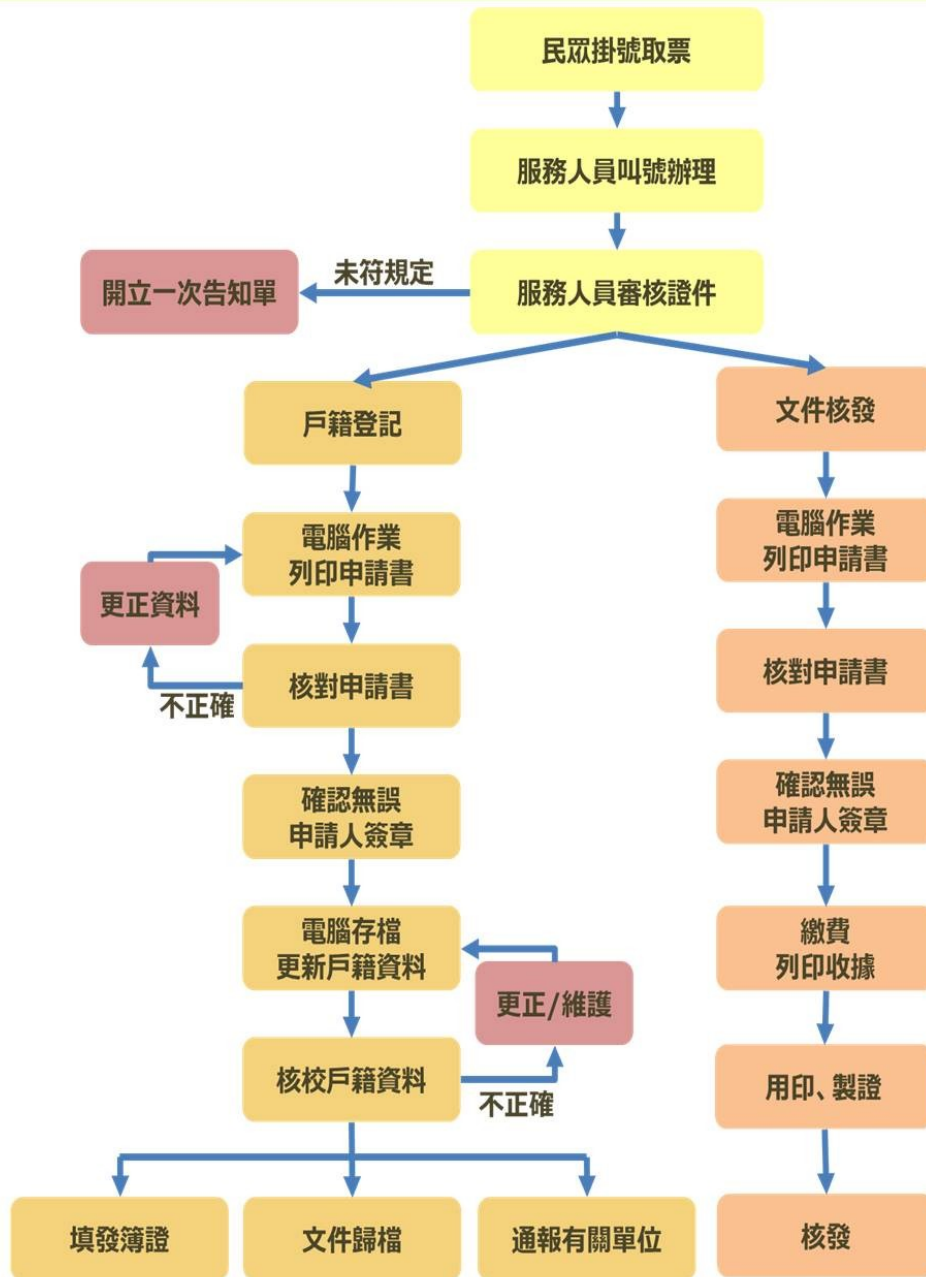 民眾掛號取票
服務人員叫號辦理
未符規定
開立一次告知單
服務人員審核證件
戶籍登記
文件核發
電腦作業
列印申請書
電腦作業
列印申請書
更正資料
核對申請書
核對申請書
不正確
確認無誤
申請人簽章
確認無誤
申請人簽章
電腦存檔
更新戶籍資料
繳費
列印收據
更正/維護
核校戶籍資料
用印、製證
不正確
填發簿證
文件歸檔
通報有關單位
核發